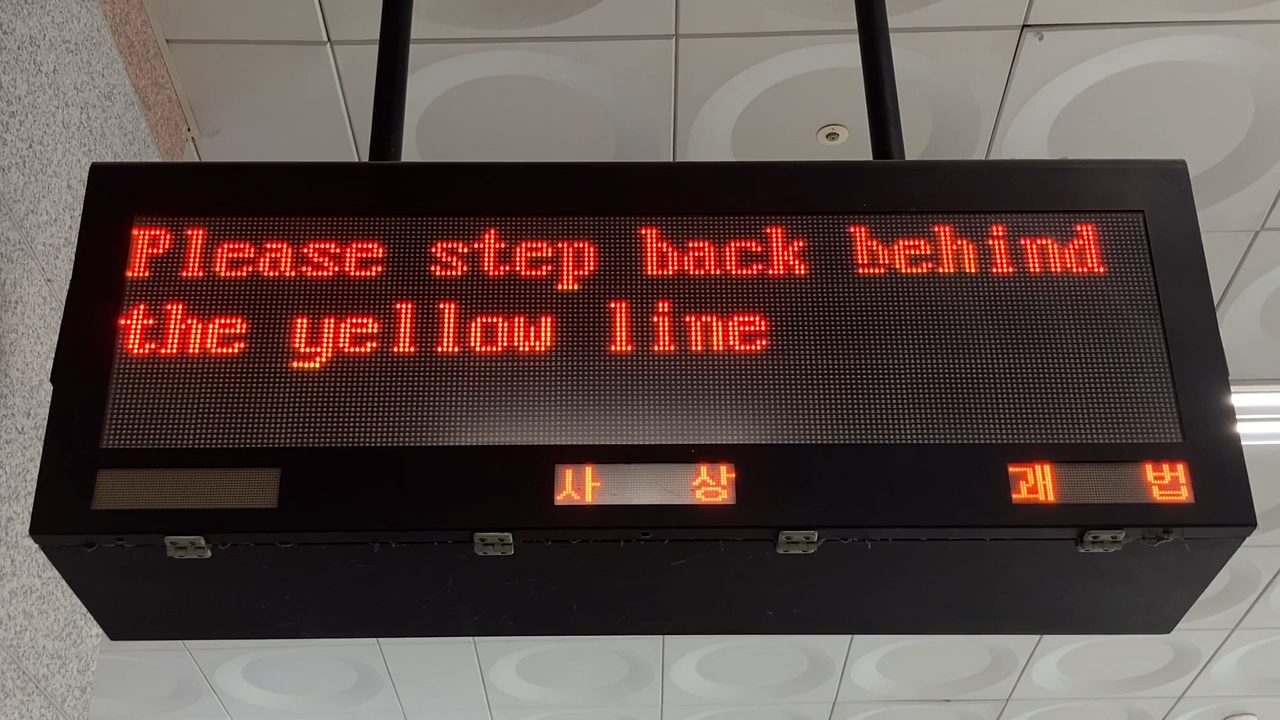 Please step back behind
the yellow line
사 상 괘 법